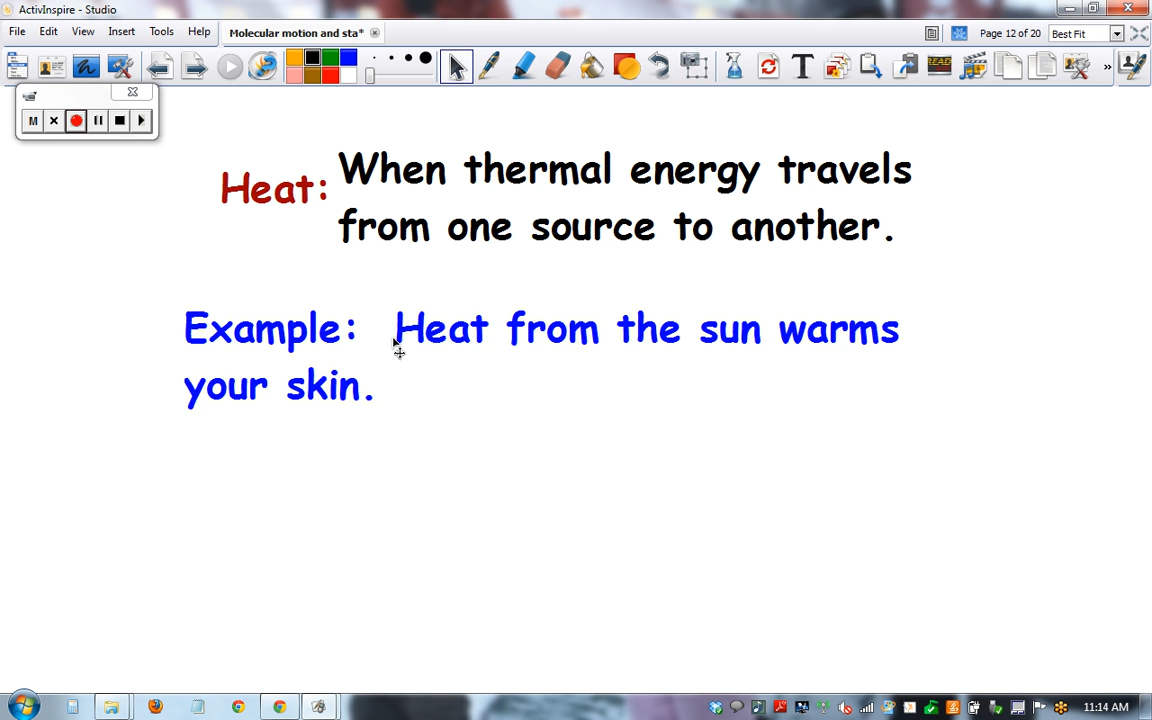 ActivInspire - Studio
File Edit View Insert Tools Help
Molecular motion and sta*
Page 12 of 20
Best Fit
M
Heat: When thermal energy travels
from one source to another.
Example: Heat from the sun warms
your skin.
11:14 AM